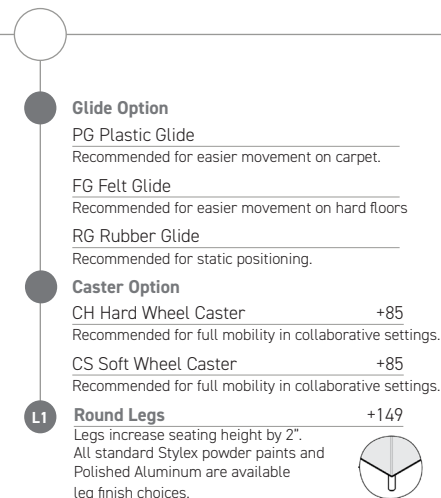 Glide Option
PG Plastic Glide
Recommended for easier movement on carpet.
FG Felt Glide
Recommended for easier movement on hard floors
RG Rubber Glide
Recommended for static positioning.
Caster Option
CH Hard Wheel Caster +85
Recommended for full mobility in collaborative settings.
CS Soft Wheel Caster +85
Recommended for full mobility in collaborative settings.
L1 Round Legs +149
Legs increase seating height by 2”.
All standard Stylex powder paints and
Polished Aluminum are available
leg finish choices.